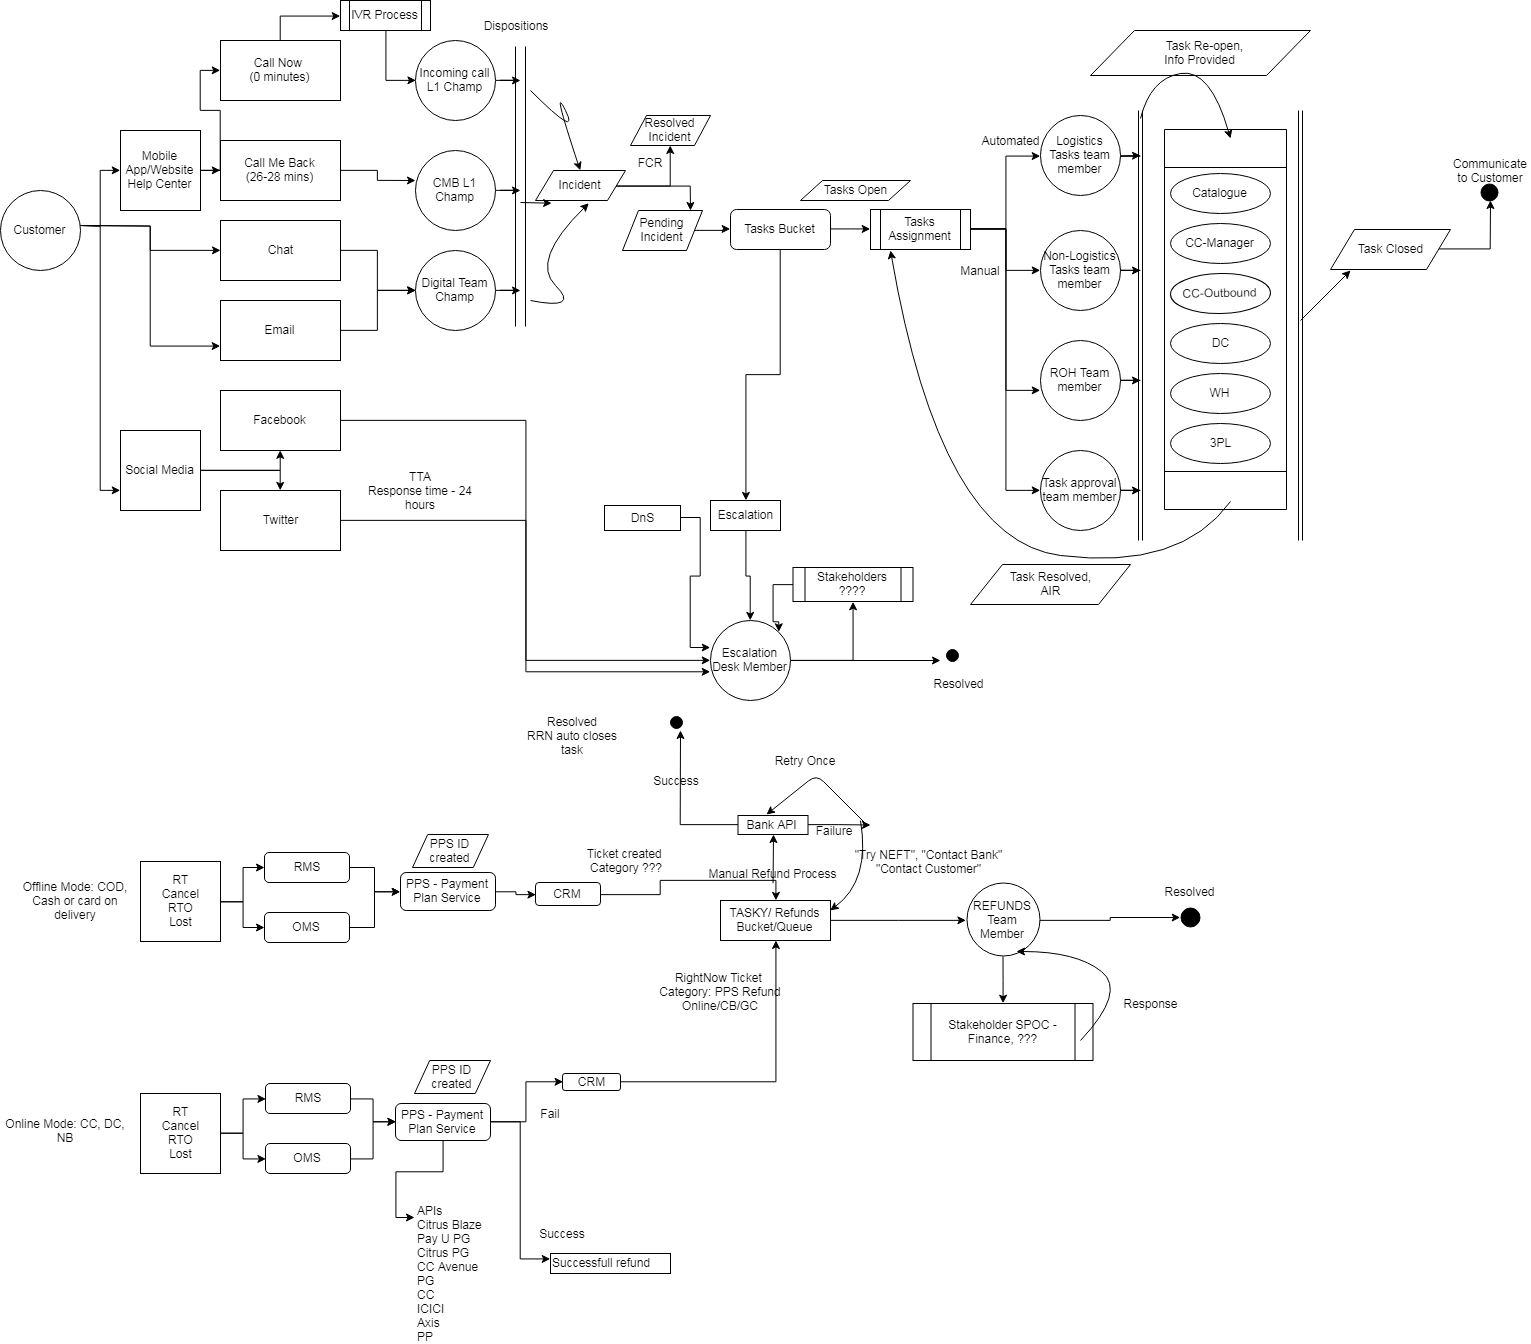 IVR Process
Dispositions
Call Now
(0 minutes)
Incoming call
L1 Champ
Task Re-open,
Info Provided
Mobile
App/Website
Help Center
Call Me Back
(26-28 mins)
CMB L1
Champ
Resolved
Incident
FCR
Incident
Automated
Logistics
Tasks team
member
Communicate
to Customer
Customer
Chat
Digital Team
Champ
Email
Pending
Incident
Tasks Bucket
Tasks Open
Tasks
Assignment
Manual
Non-Logistics
Tasks team
member
Catalogue
CC-Manager
CC-Outbound
DC
WH
3PL
Task Closed
ROH Team
member
Task approval
team member
Facebook
Social Media
Twitter
TTA
Response time - 24
hours
DnS
Escalation
Stakeholders
????
Task Resolved,
AIR
Escalation
Desk Member
Resolved
Resolved
RRN auto closes
task
Success
Retry Once
Bank API
Failure
"Try NEFT", "Contact Bank"
"Contact Customer"
Offline Mode: COD,
Cash or card on
delivery
RT
Cancel
RTO
Lost
RMS
OMS
PPS ID
created
PPS - Payment
Plan Service
CRM
Ticket created
Category ???
Manual Refund Process
TASKY/ Refunds
Bucket/Queue
REFUNDS
Team
Member
Resolved
RightNow Ticket
Category: PPS Refund
Online/CB/GC
Stakeholder SPOC -
Finance, ???
Response
Online Mode: CC, DC,
NB
RT
Cancel
RTO
Lost
RMS
OMS
PPS ID
created
PPS - Payment
Plan Service
CRM
Fail
Success
Successfull refund
APIs
Citrus Blaze
Pay U PG
Citrus PG
CC Avenue
PG
CC
ICICI
Axis
PP